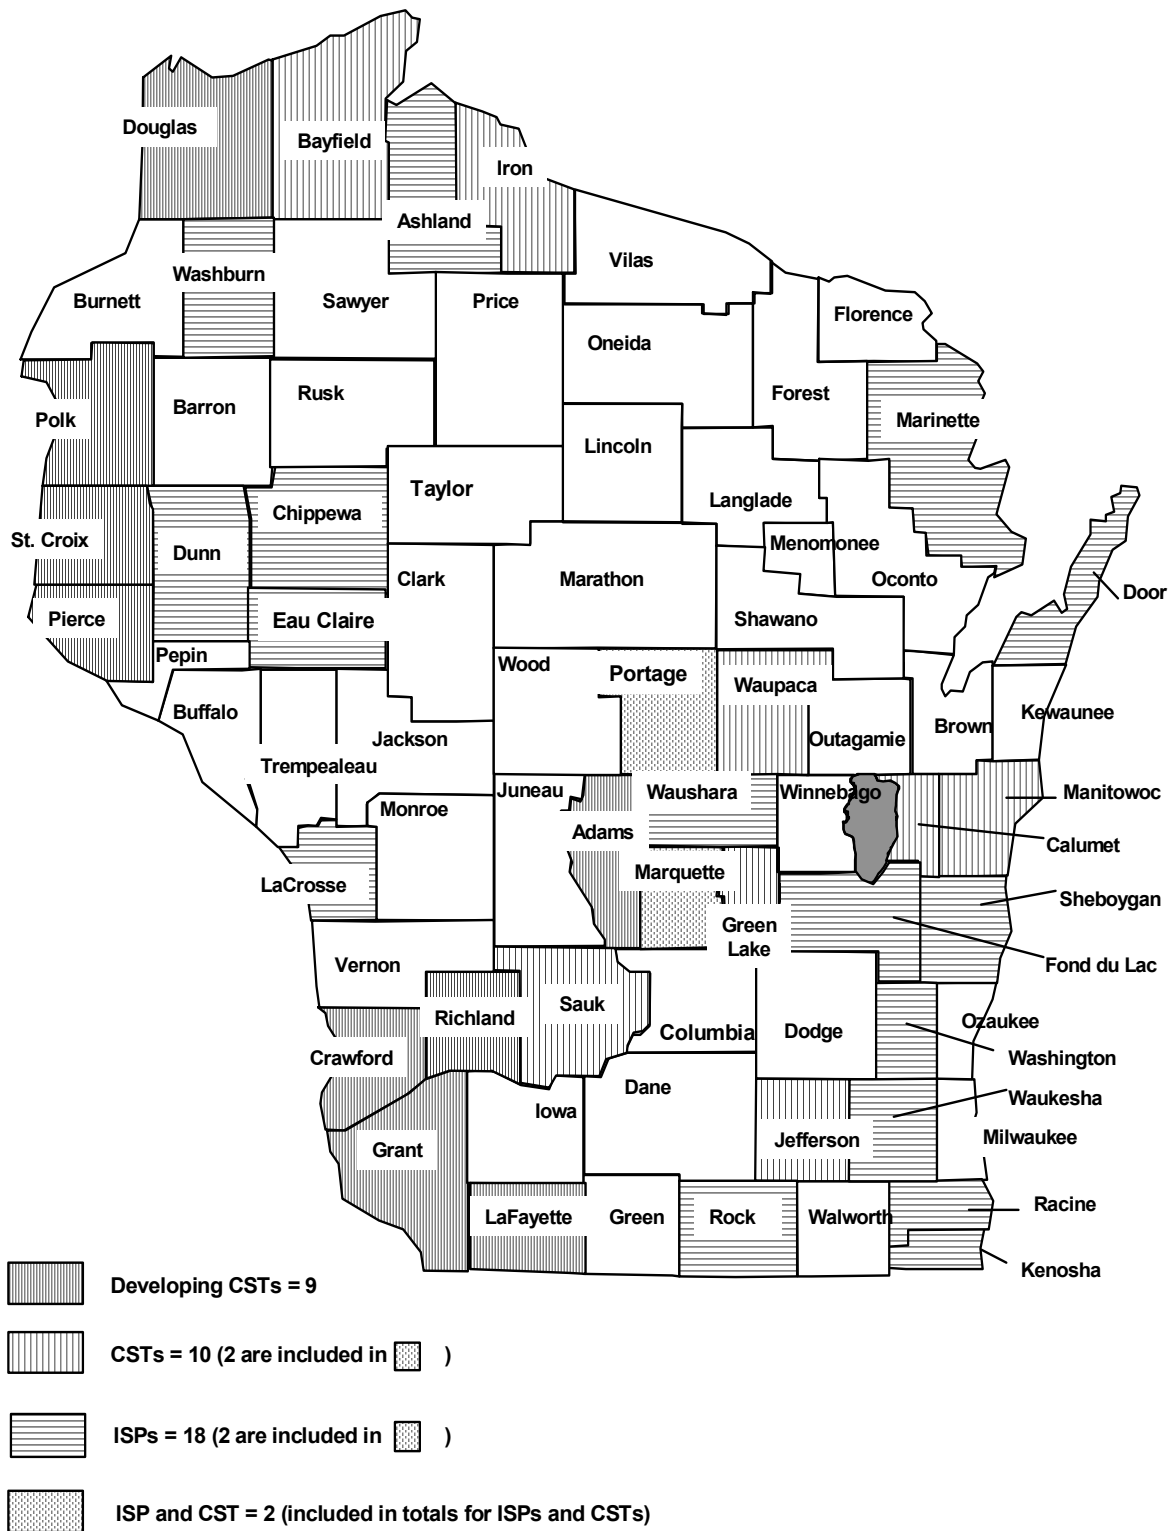 Douglas
Bayfield
Iron
Ashland
Vilas
Washburn
Burnett
Sawyer
Price
Florence
Oneida
Forest
Rusk
Barron
Polk
Marinette
Lincoln
Taylor
Langlade
Chippewa
St. Croix
Dunn
Menomonee
Clark
Marathon
Oconto
Door
Pierce
Eau Claire
Shawano
Pepin
Wood
Portage
Waupaca
Buffalo
Kewaunee
Brown
Jackson
Outagamie
Trempealeau
Juneau
Waushara
Winnebago
Manitowoc
Monroe
Adams
Calumet
Marquette
LaCrosse
Sheboygan
Green
Lake
Vernon
Fond du Lac
Sauk
Richland
Columbia
Dodge
Ozaukee
Crawford
Washington
Dane
Waukesha
Iowa
Jefferson
Milwaukee
Grant
Racine
LaFayette
Green
Rock
Walworth
Kenosha
Developing CSTs = 9
CSTs = 10 (2 are included in )
ISPs = 18 (2 are included in )
ISP and CST = 2 (included in totals for ISPs and CSTs)